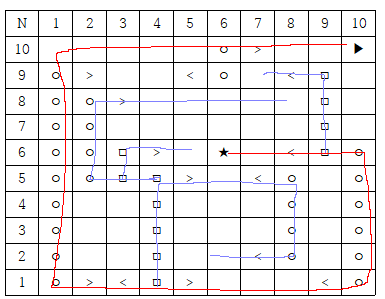 N 1 2 3 4 5 6 7 8 9 10
10 ○ > ▶
9 ○ > < ○ < □
8 ○ ○ > □
7 ○ ○ □
6 ○ ○ □ > ★ < □ ○
5 ○ ○ □ □ > < ○ ○
4 ○ □ ○ ○
3 ○ □ ○ ○
2 ○ □ < ○ ○
1 ○ > < □ > < ○